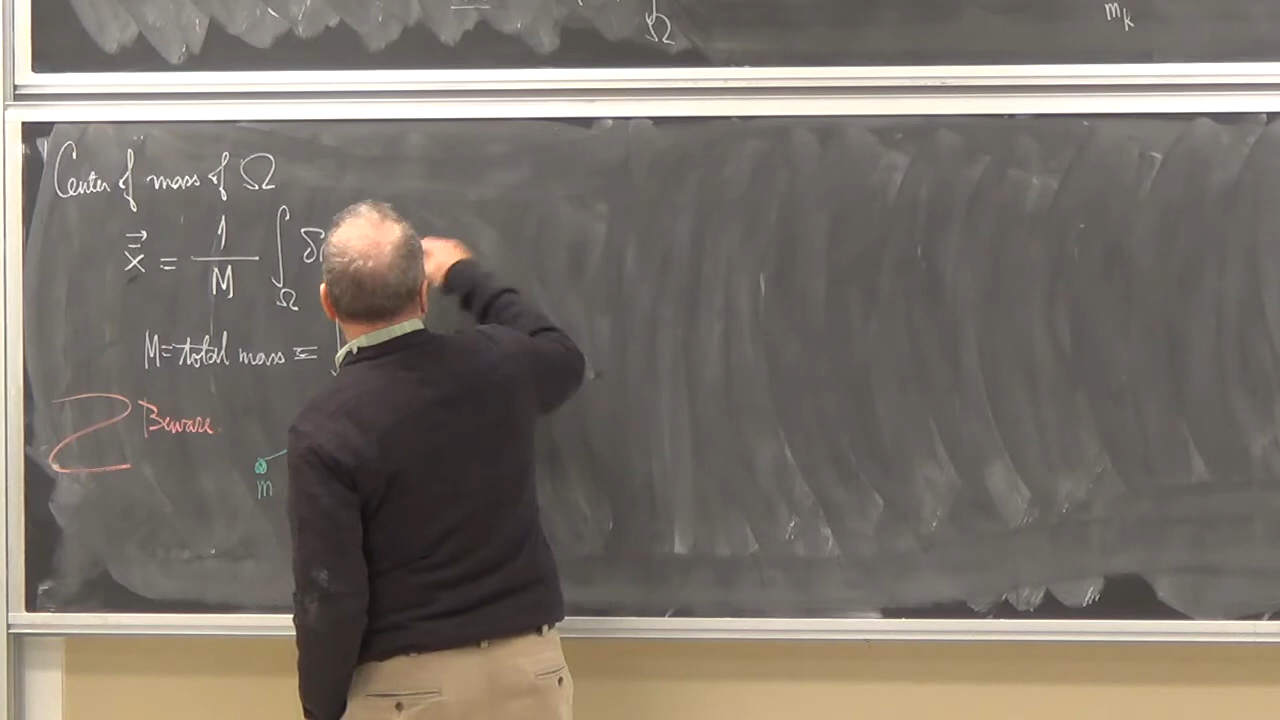 Ω
m_k
Center of mass of Ω
x̄⃗ = 1/M ∫_Ω δ
M = total mass =
Beware
m